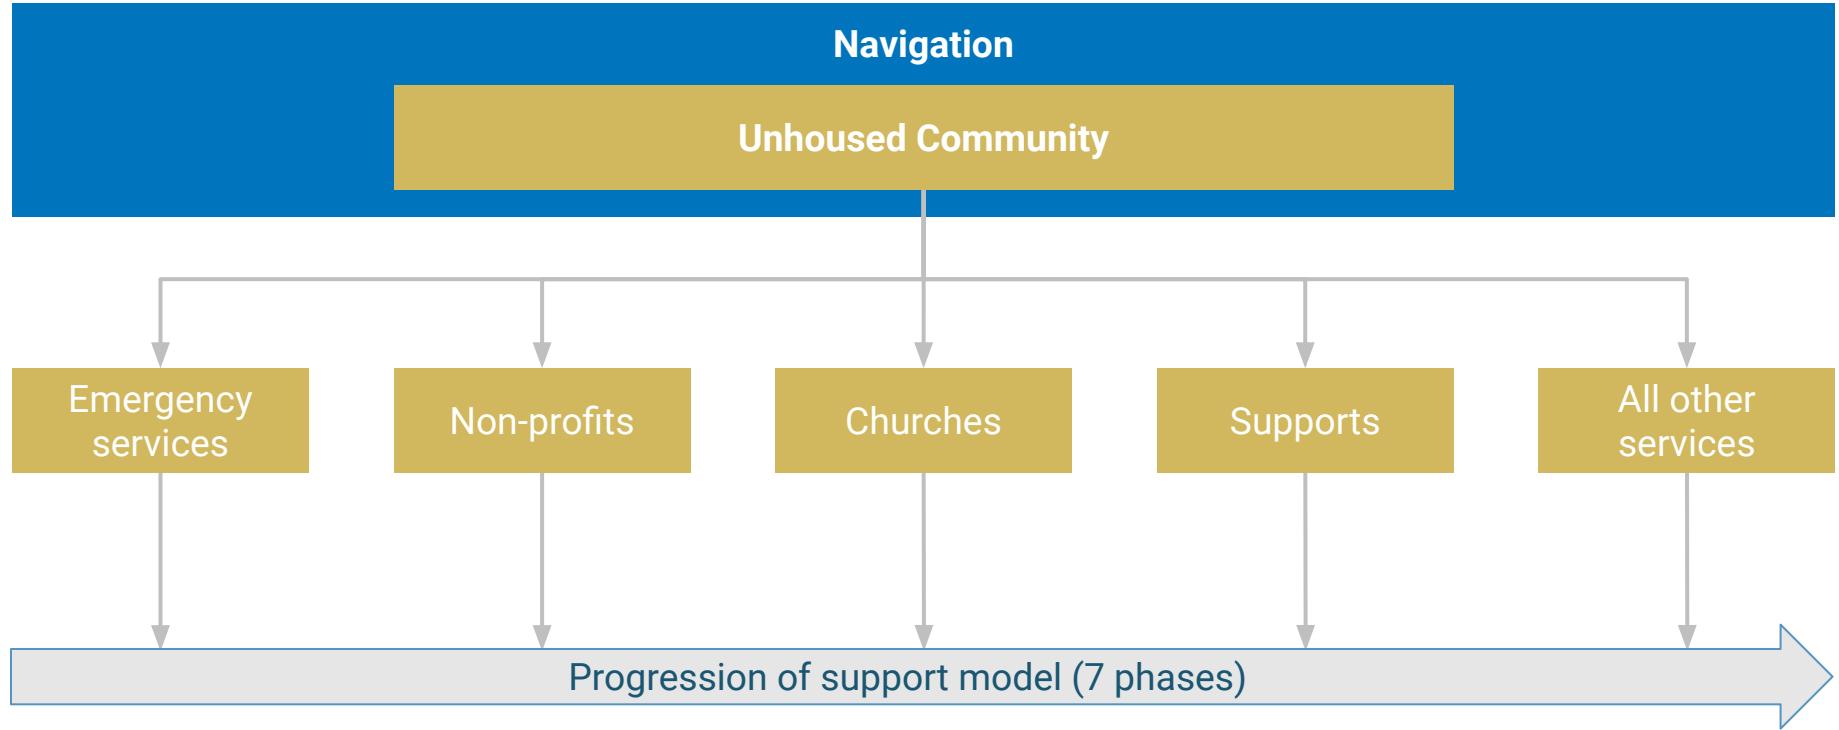 Navigation
Unhoused Community
Emergency
services
Non-profits
Churches
Supports
All other
services
Progression of support model (7 phases)